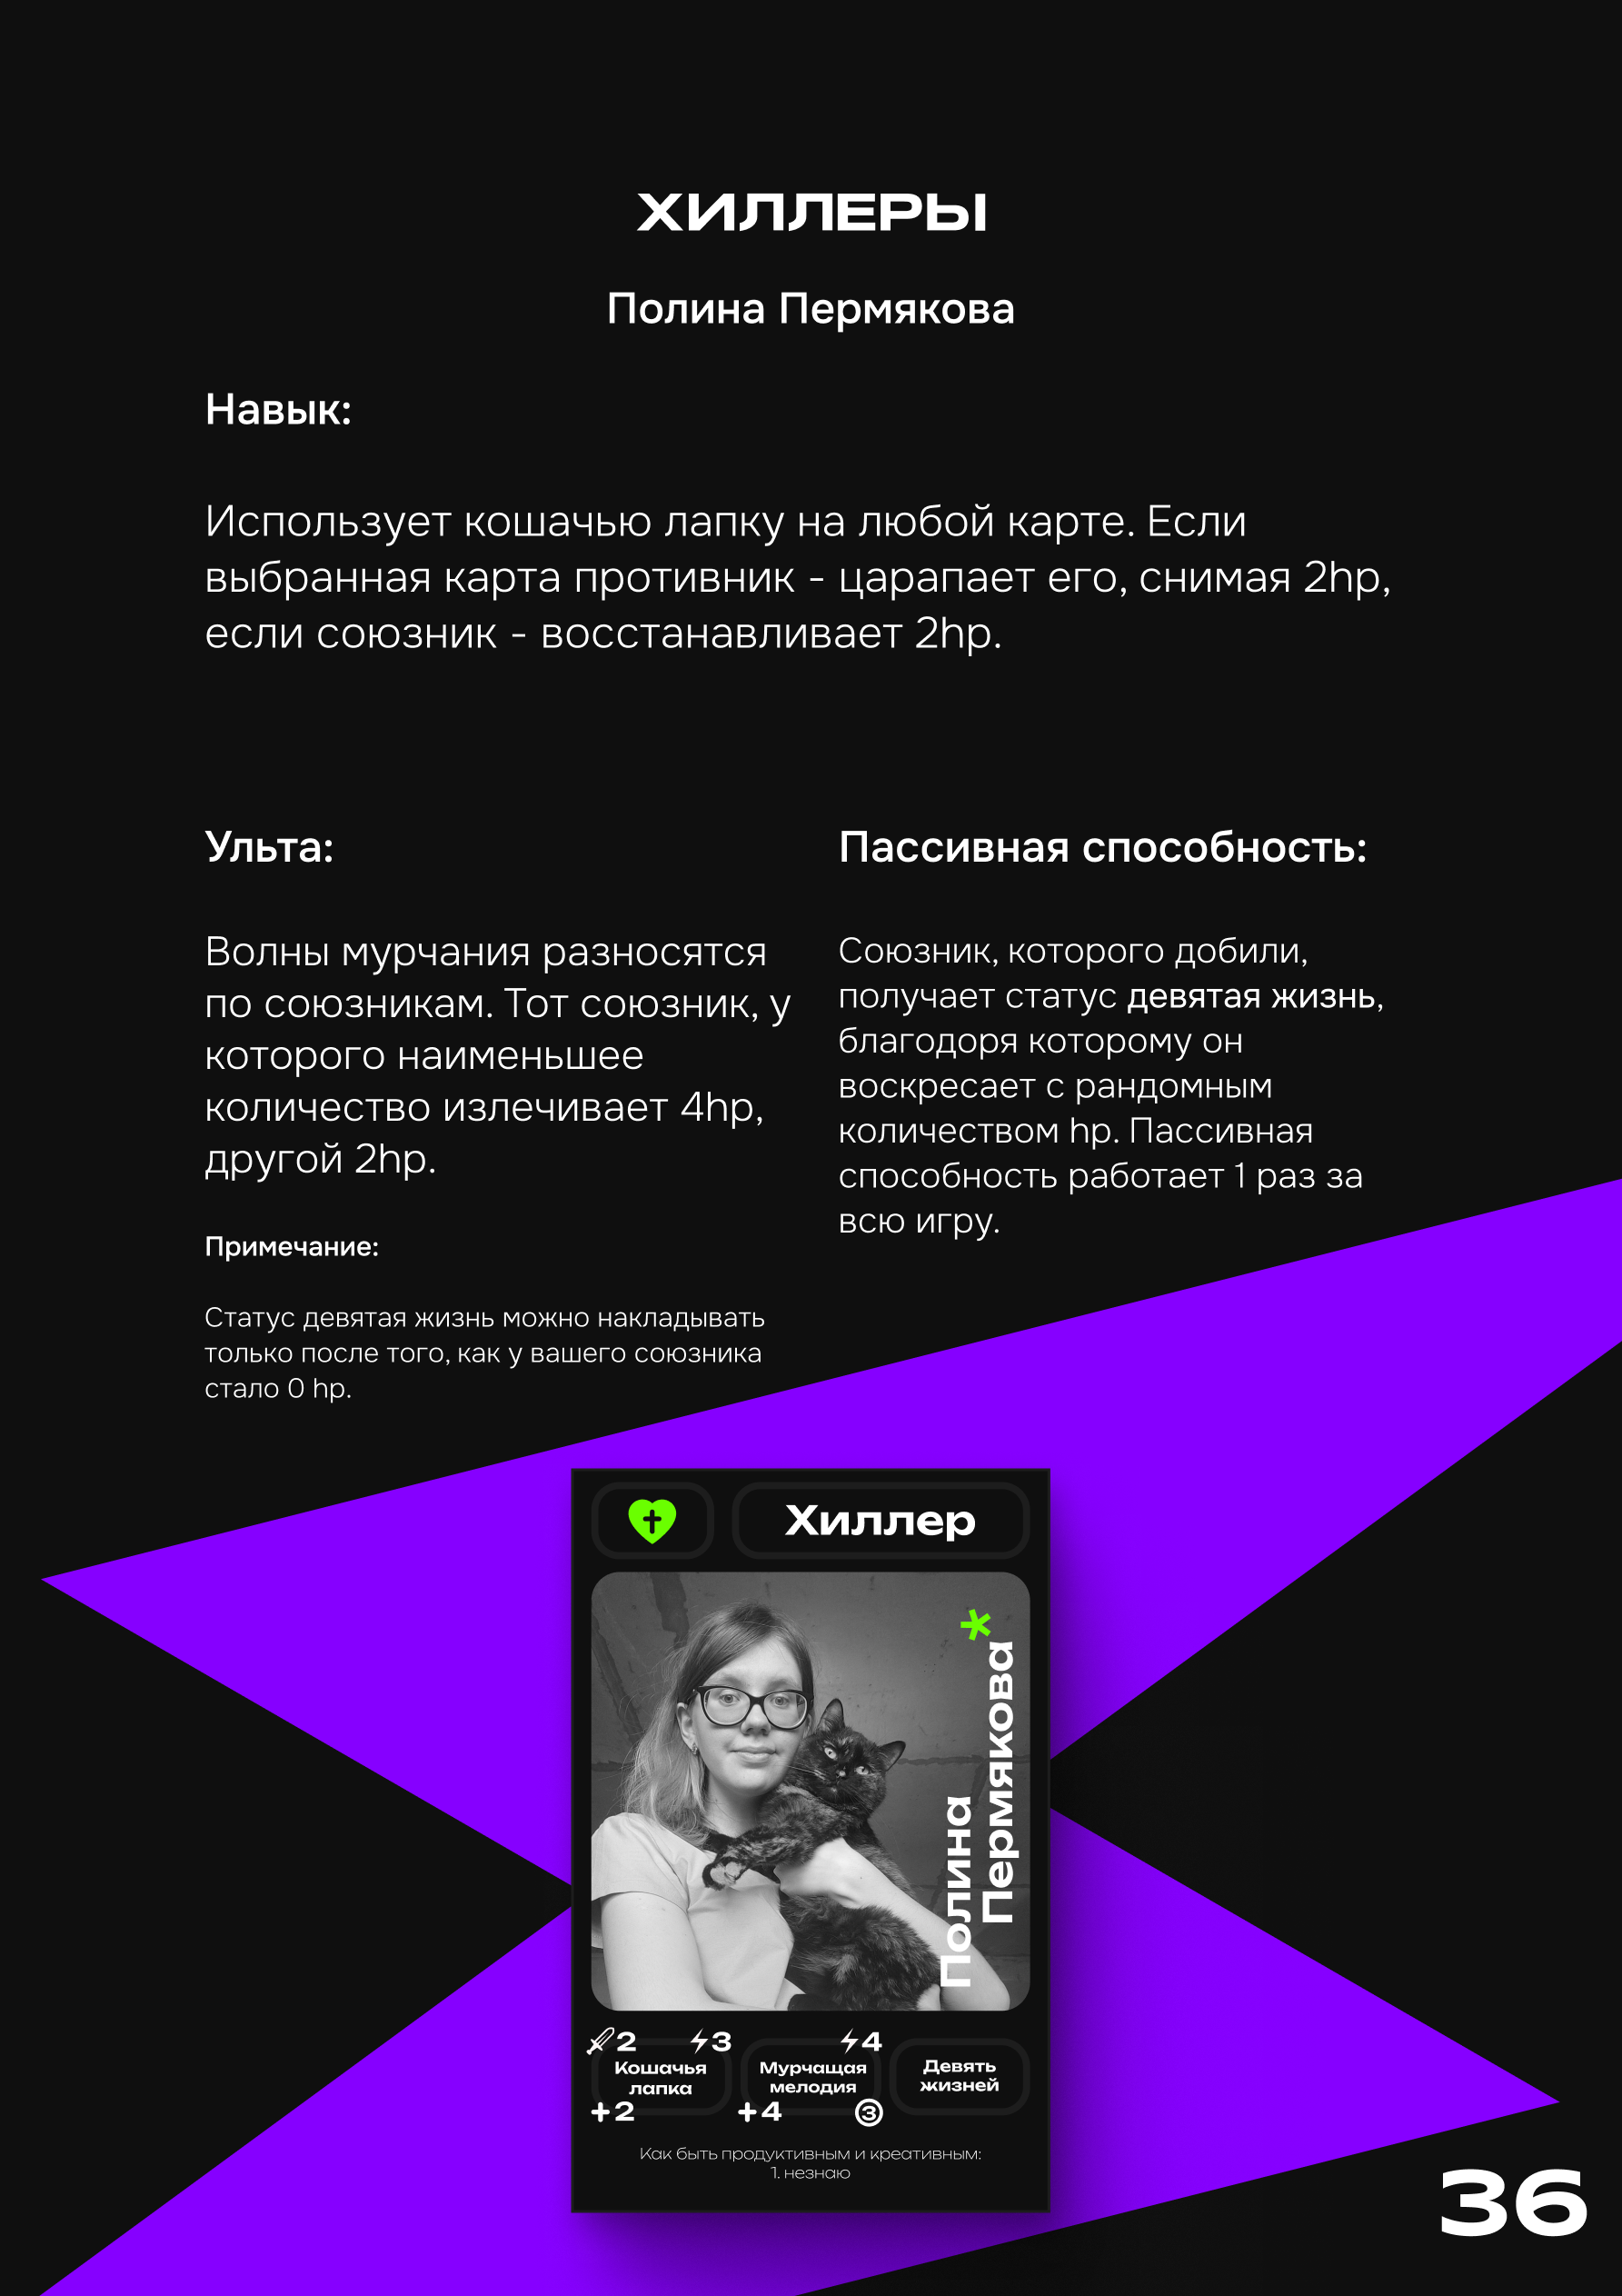 ХИЛЛЕРЫ
Полина Пермякова
Навык:
Использует кошачью лапку на любой карте. Если
выбранная карта противник - царапает его, снимая 2hp,
если союзник - восстанавливает 2hp.
Ульта:
Волны мурчания разносятся
по союзникам. Тот союзник, у
которого наименьшее
количество излечивает 4hp,
другой 2hp.
Примечание:
Статус девятая жизнь можно накладывать
только после того, как у вашего союзника
стало 0 hp.
Пассивная способность:
Союзник, которого добили,
получает статус девятая жизнь,
благодоря которому он
воскресает с рандомным
количеством hp. Пассивная
способность работает 1 раз за
всю игру.
Хиллер
Полина
Пермякова
2 3
Кошачья
лапка
+2
4
Мурчащая
мелодия
+4 3
Девять
жизней
Как быть продуктивным и креативным:
1. незнаю
36